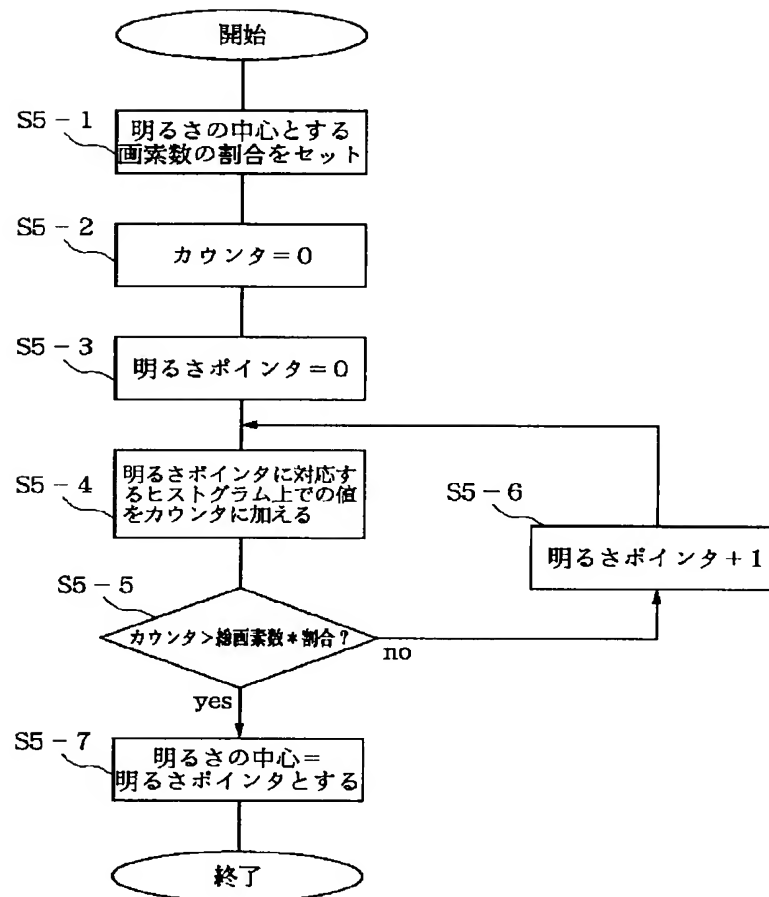 開始
S5-1
明るさの中心とする
画素数の割合をセット
S5-2
カウンタ=0
S5-3
明るさポインタ=0
S5-4
明るさポインタに対応す
るヒストグラム上での値
をカウンタに加える
S5-6
明るさポインタ+1
S5-5
カウンタ>総画素数*割合?
no
yes
S5-7
明るさの中心=
明るさポインタとする
終了